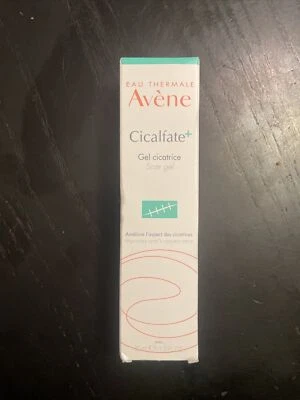 EAU THERMALE
Avène
Cicalfate+
Gel cicatrice
Scar gel
Améliore l'aspect des cicatrices